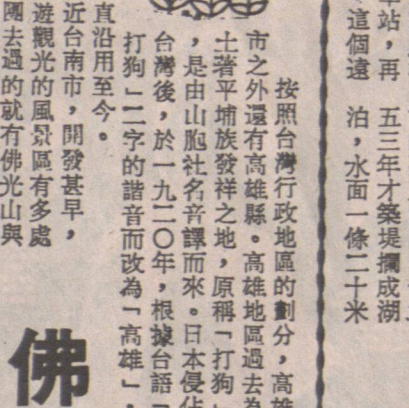 車站，再
這個遠
五三年才築堤攔成湖
泊，水面一條二十米
按照台灣行政地區的劃分，高雄
市之外還有高雄縣。高雄地區過去為
土著平埔族發祥之地，原稱「打狗」
，是由山胞社名音譯而來。日本侵佔
台灣後，於一九二〇年，根據台語「
打狗」二字的諧音而改為「高雄」，
直沿用至今。
近台南市，開發甚早，
遊觀光的風景區有多處
團去過的就有佛光山與
佛